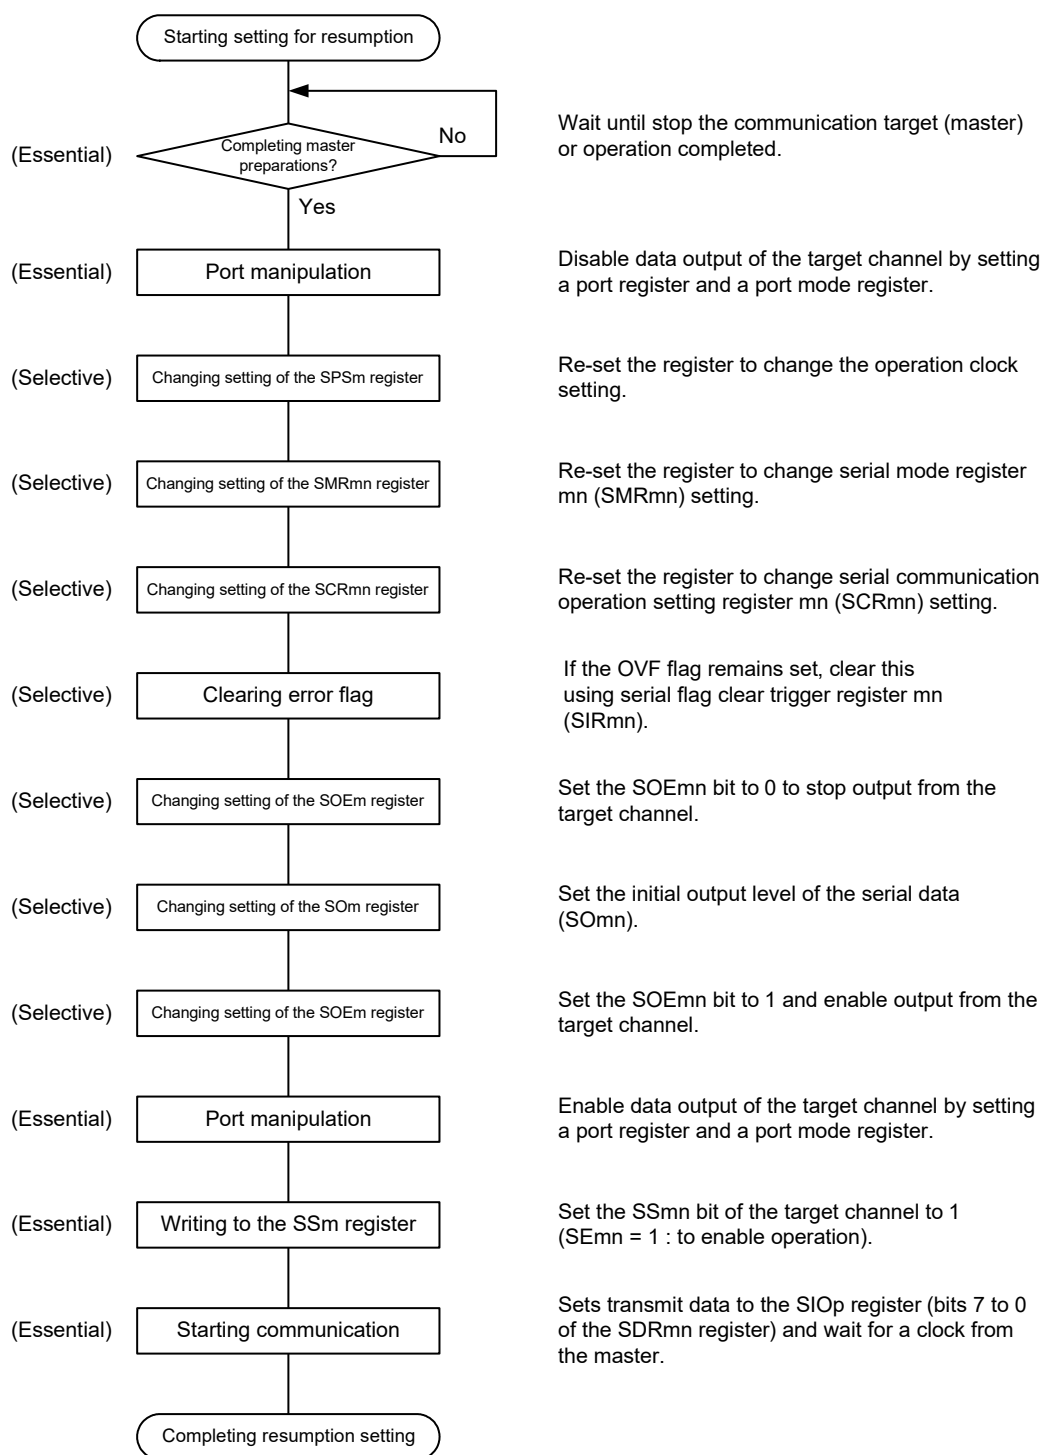 Starting setting for resumption
(Essential)
Completing master
preparations?
No
Yes
Wait until stop the communication target (master)
or operation completed.
(Essential)
Port manipulation
Disable data output of the target channel by setting
a port register and a port mode register.
(Selective)
Changing setting of the SPSm register
Re-set the register to change the operation clock
setting.
(Selective)
Changing setting of the SMRmn register
Re-set the register to change serial mode register
mn (SMRmn) setting.
(Selective)
Changing setting of the SCRmn register
Re-set the register to change serial communication
operation setting register mn (SCRmn) setting.
(Selective)
Clearing error flag
If the OVF flag remains set, clear this
using serial flag clear trigger register mn
(SIRmn).
(Selective)
Changing setting of the SOEm register
Set the SOEmn bit to 0 to stop output from the
target channel.
(Selective)
Changing setting of the SOm register
Set the initial output level of the serial data
(SOmn).
(Selective)
Changing setting of the SOEm register
Set the SOEmn bit to 1 and enable output from the
target channel.
(Essential)
Port manipulation
Enable data output of the target channel by setting
a port register and a port mode register.
(Essential)
Writing to the SSm register
Set the SSmn bit of the target channel to 1
(SEmn = 1 : to enable operation).
(Essential)
Starting communication
Sets transmit data to the SIOp register (bits 7 to 0
of the SDRmn register) and wait for a clock from
the master.
Completing resumption setting